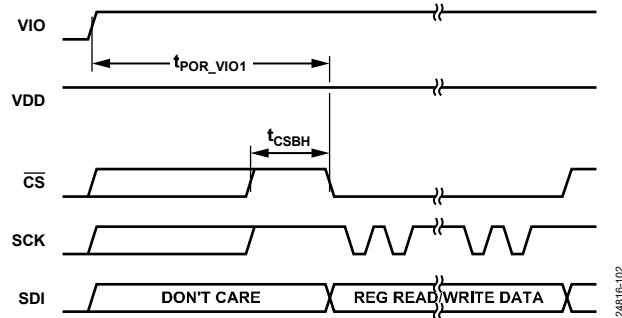 VIO
tPOR_VIO1
VDD
tCSBH
CS
SCK
SDI
DON'T CARE
REG READ/WRITE DATA
24816-102